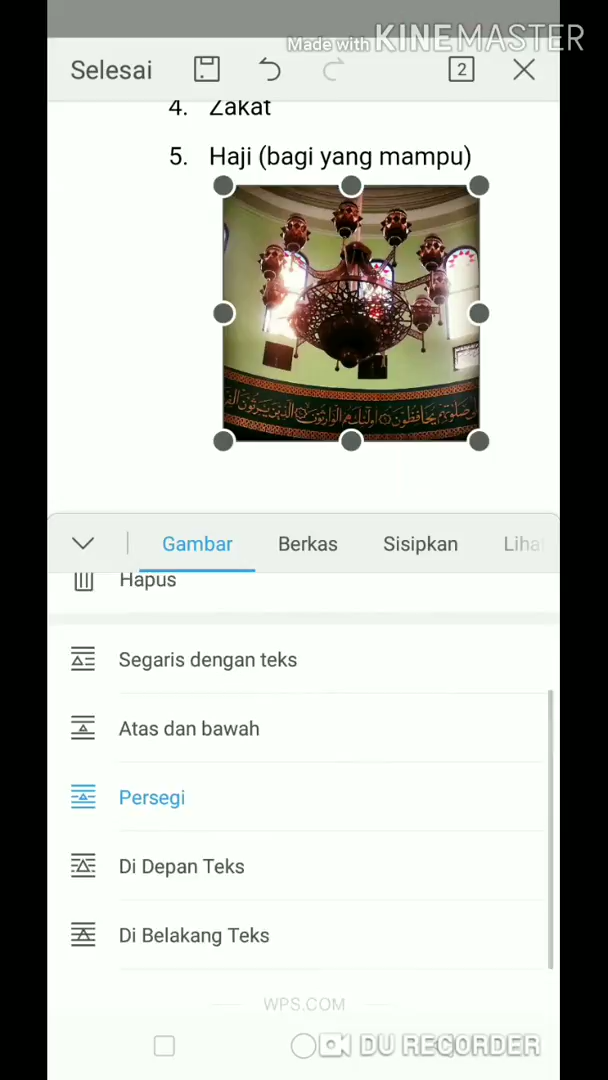 Made with KINEMASTER
Selesai
2
4. Zakat
5. Haji (bagi yang mampu)
Gambar
Berkas
Sisipkan
Liha
Hapus
Segaris dengan teks
Atas dan bawah
Persegi
Di Depan Teks
Di Belakang Teks
WPS.COM
DU RECORDER